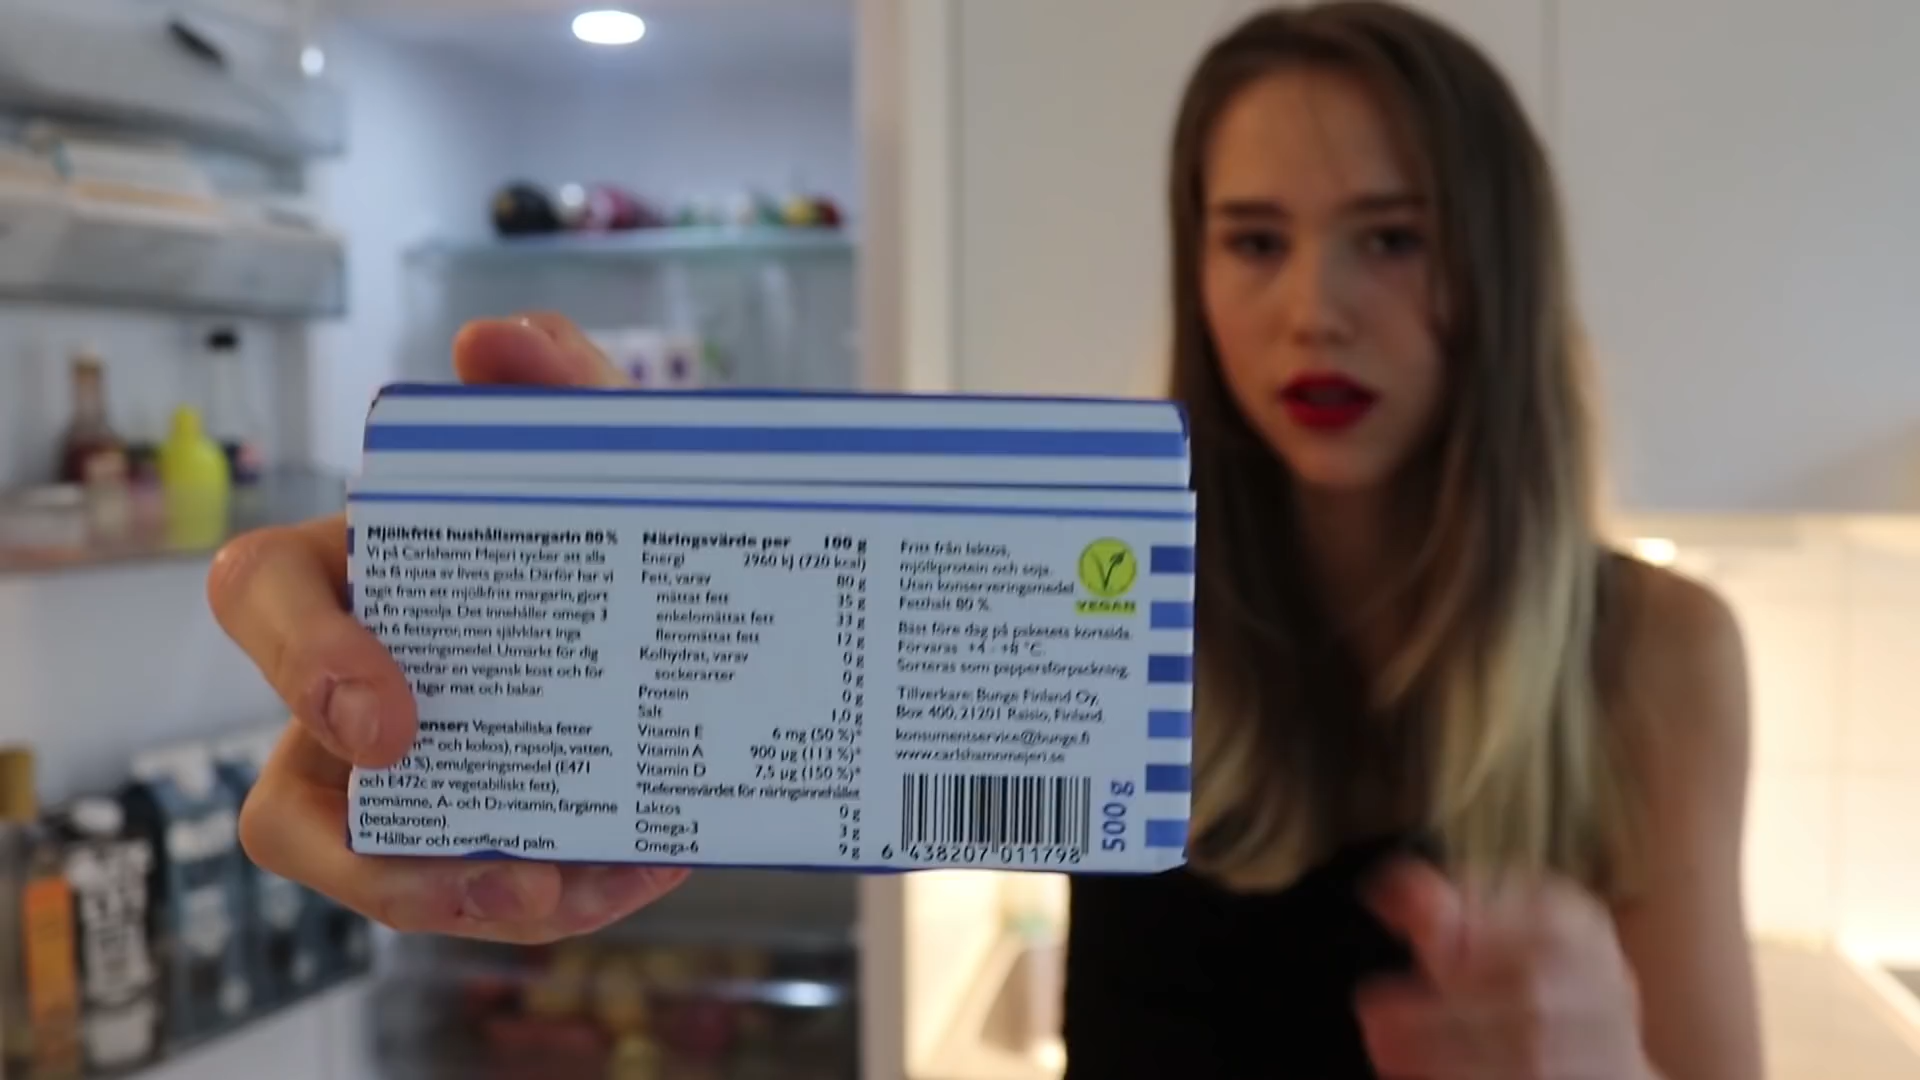 Mjölkfritt hushållsmargarin 80 %
Vi på Carlshamn Mejeri tycker att alla
ska få njuta av livets goda. Därför har vi
tagit fram ett mjölkfritt margarin, gjort
på fin rapsolja. Det innehåller omega 3
och 6 fettsyror, men självklart inga
serveringsmedel. Utmärkt för dig
föredrar en vegansk kost och för
lagar mat och bakar.
enser: Vegetabiliska fetter
och kokos), rapsolja, vatten,
,0 %), emulgeringsmedel (E471
och E472c av vegetabiliskt fett),
aromämne, A- och D2-vitamin, färgämne
(betakaroten).
** Hållbar och certifierad palm.
Näringsvärde per 100 g
Energi 2960 kJ (720 kcal)
Fett, varav 80 g
mättat fett 35 g
enkelomättat fett 33 g
fleromättat fett 12 g
Kolhydrat, varav 0 g
sockerarter 0 g
Protein 0 g
Salt 1,0 g
Vitamin E 6 mg (50 %)*
Vitamin A 900 µg (113 %)*
Vitamin D 7,5 µg (150 %)*
*Referensvärdet för näringsinnehållet
Laktos 0 g
Omega-3 3 g
Omega-6 9 g
Fritt från laktos,
mjölkprotein och soja.
Utan konserveringsmedel
Fetthalt 80 %.
VEGAN
Bäst före dag på paketets kortsida.
Förvaras +4 - +8 °C.
Sorteras som pappersförpackning.
Tillverkare: Bunge Finland Oy,
Box 400, 21201 Raisio, Finland.
konsumentservice@bunge.fi
www.carlshamnmejeri.se
6 438207 011798
500 g